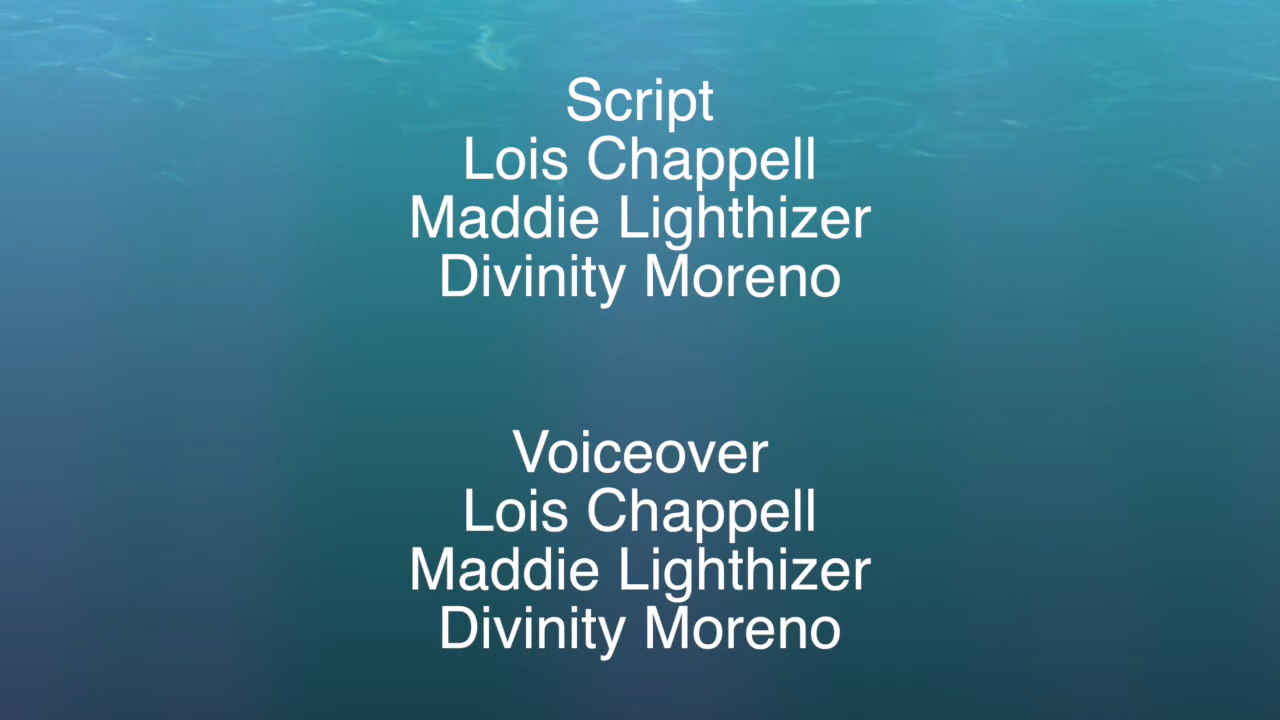 Script
Lois Chappell
Maddie Lighthizer
Divinity Moreno
Voiceover
Lois Chappell
Maddie Lighthizer
Divinity Moreno